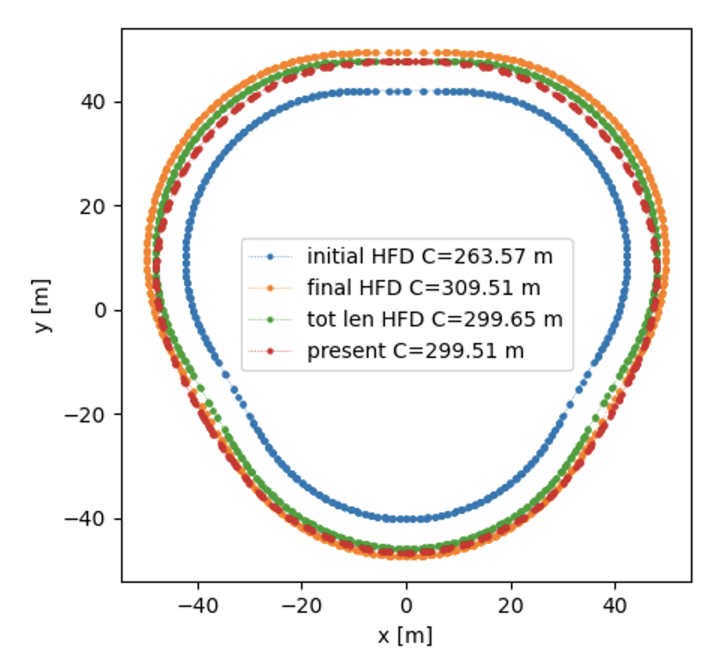 y [m]
40
20
0
−20
−40
initial HFD C=263.57 m
final HFD C=309.51 m
tot len HFD C=299.65 m
present C=299.51 m
−40 −20 0 20 40
x [m]